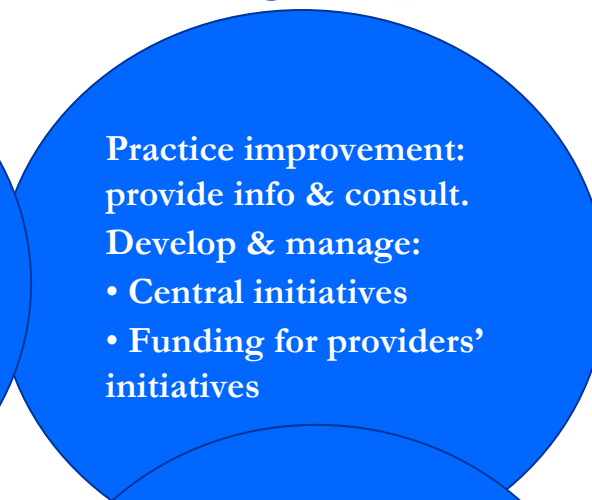 Practice improvement:
provide info & consult.
Develop & manage:
• Central initiatives
• Funding for providers’
initiatives